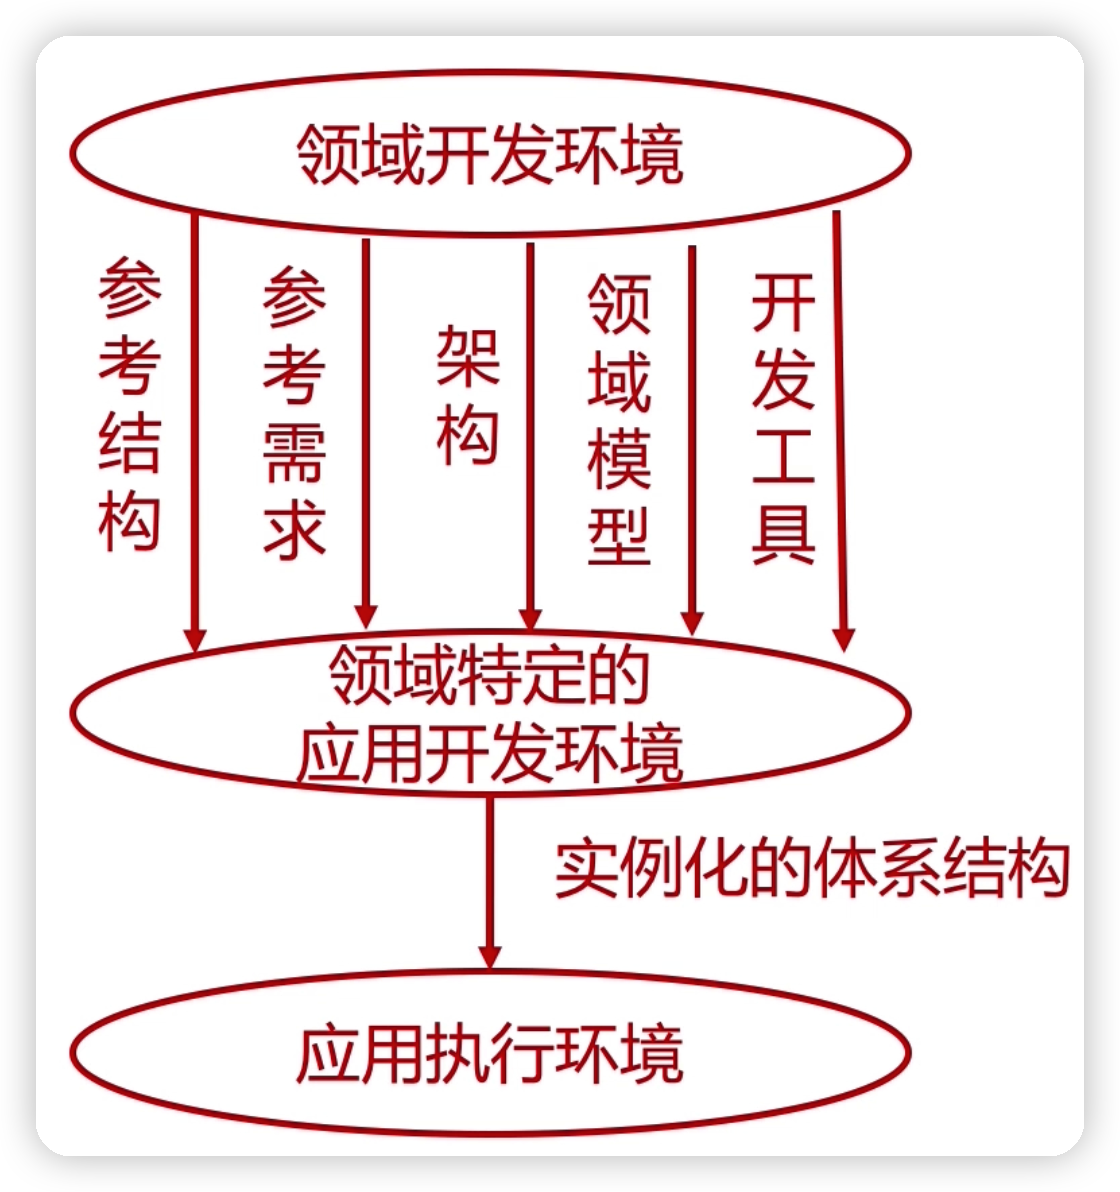 领域开发环境
参考结构
参考需求
架构
领域模型
开发工具
领域特定的
应用开发环境
实例化的体系结构
应用执行环境